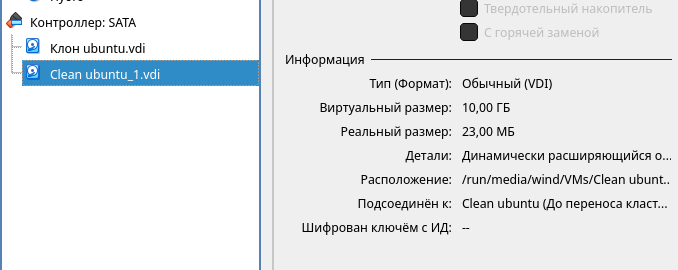 Контроллер: SATA
Клон ubuntu.vdi
Clean ubuntu_1.vdi
Твердотельный накопитель
С горячей заменой
Информация
Тип (Формат): Обычный (VDI)
Виртуальный размер: 10,00 ГБ
Реальный размер: 23,00 МБ
Детали: Динамически расширяющийся о...
Расположение: /run/media/wind/VMs/Clean ubunt..
Подсоединён к: Clean ubuntu (До переноса класт...
Шифрован ключём с ИД: --